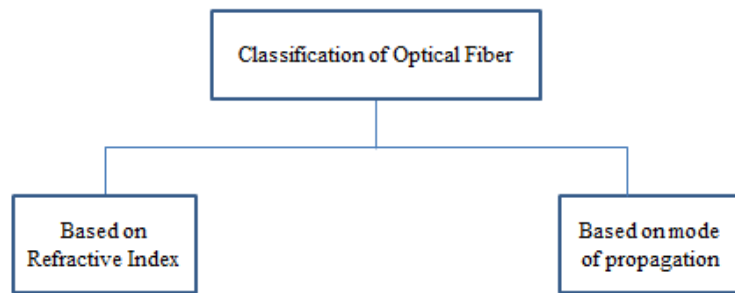 Classification of Optical Fiber
Based on
Refractive Index
Based on mode
of propagation